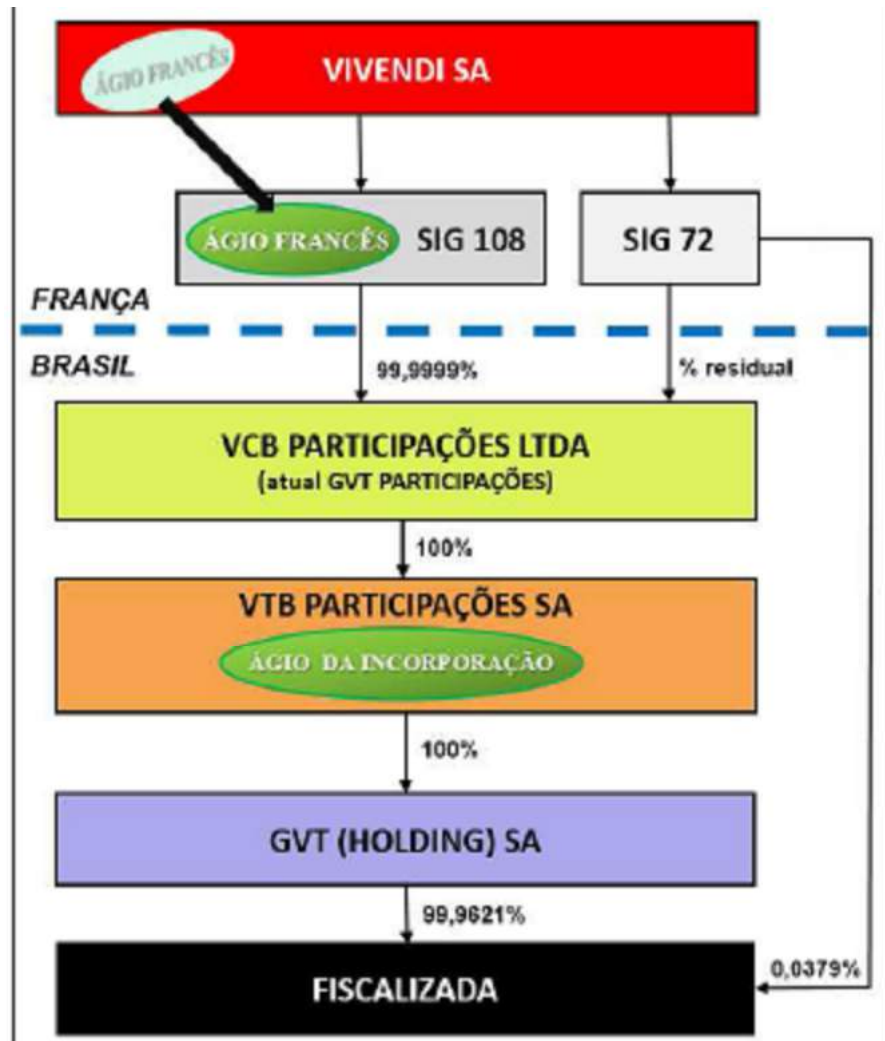 ÁGIO FRANCÊS
VIVENDI SA
ÁGIO FRANCÊS
SIG 108
SIG 72
FRANÇA
BRASIL
99,9999%
% residual
VCB PARTICIPAÇÕES LTDA
(atual GVT PARTICIPAÇÕES)
100%
VTB PARTICIPAÇÕES SA
ÁGIO DA INCORPORAÇÃO
100%
GVT (HOLDING) SA
99,9621%
0,0379%
FISCALIZADA